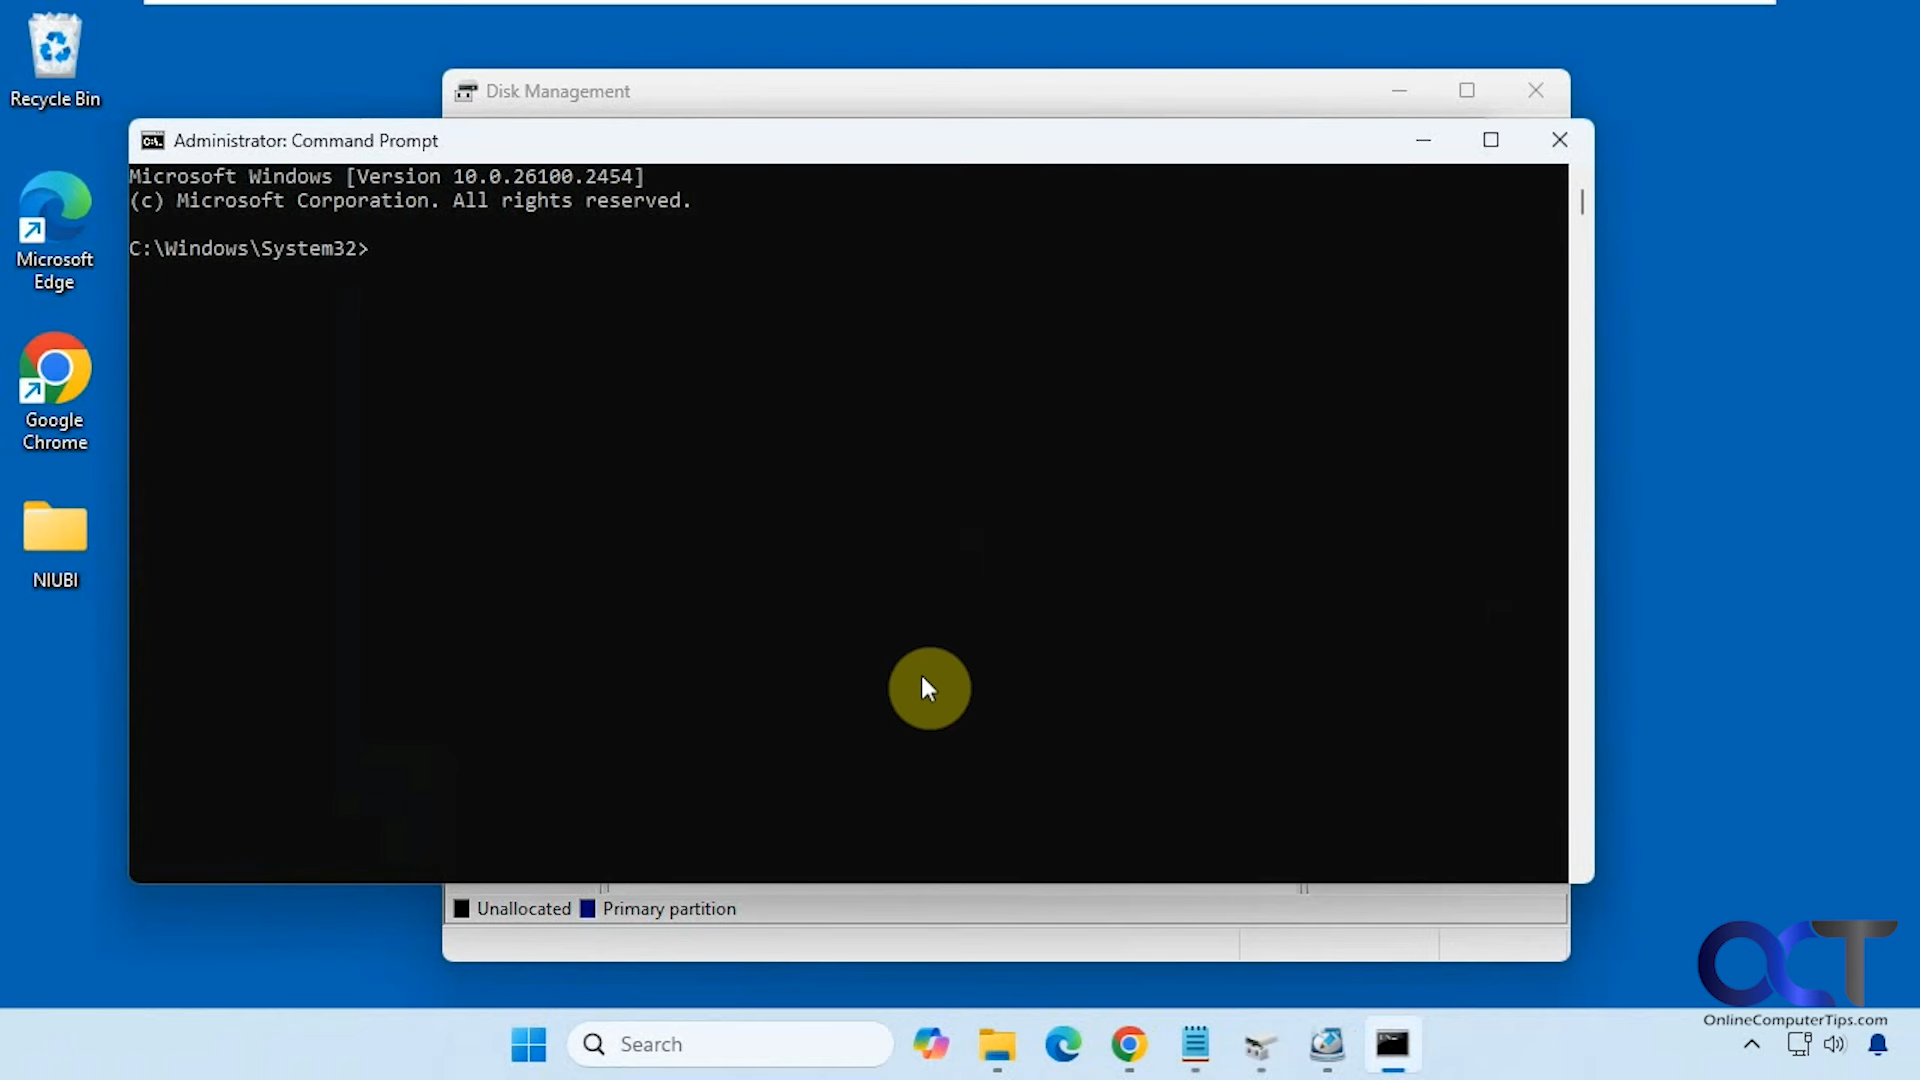 Recycle Bin
Microsoft
Edge
Google
Chrome
NIUBI
Disk Management
Administrator: Command Prompt
Microsoft Windows [Version 10.0.26100.2454]
(c) Microsoft Corporation. All rights reserved.
C:\Windows\System32>
Unallocated Primary partition
OCT
OnlineComputerTips.com
Search